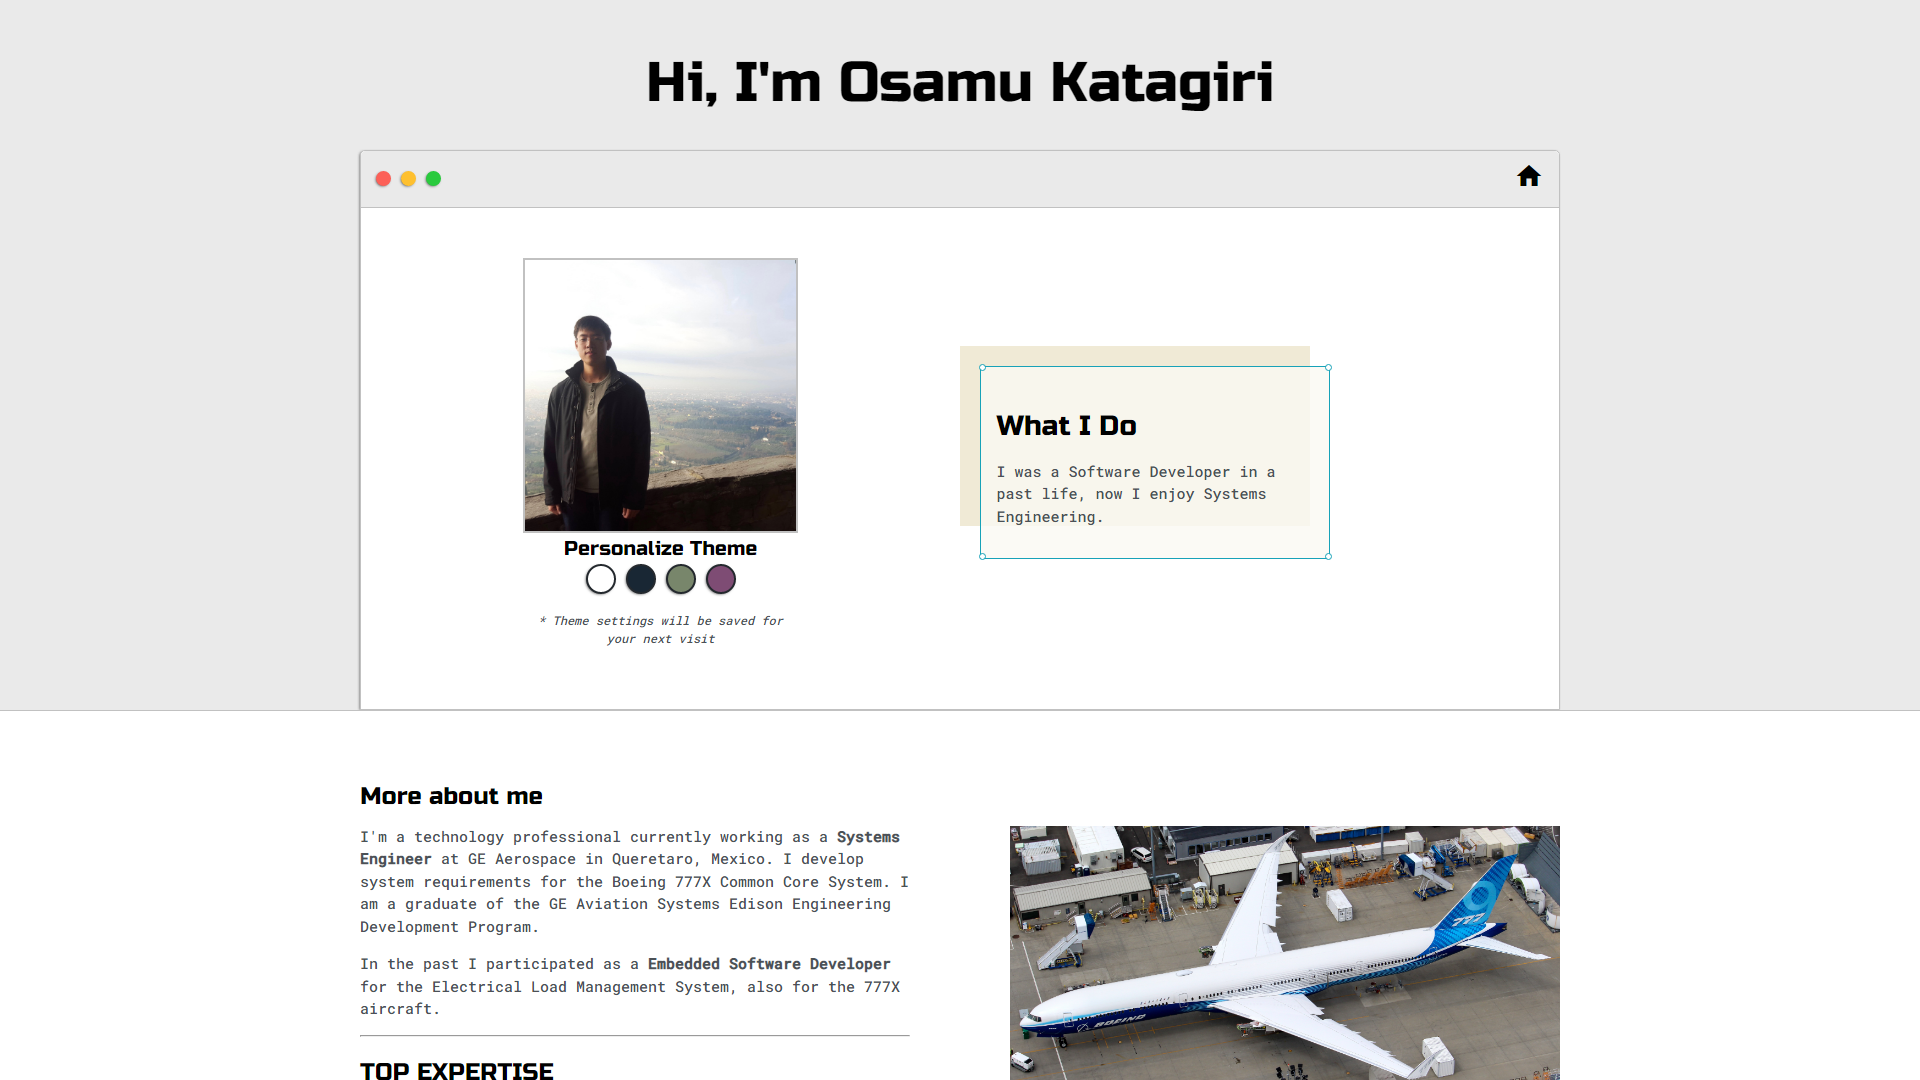 Hi, I'm Osamu Katagiri
Personalize Theme
* Theme settings will be saved for
your next visit
What I Do
I was a Software Developer in a
past life, now I enjoy Systems
Engineering.
More about me
I'm a technology professional currently working as a Systems
Engineer at GE Aerospace in Queretaro, Mexico. I develop
system requirements for the Boeing 777X Common Core System. I
am a graduate of the GE Aviation Systems Edison Engineering
Development Program.
In the past I participated as a Embedded Software Developer
for the Electrical Load Management System, also for the 777X
aircraft.
TOP EXPERTISE
777
BOEING